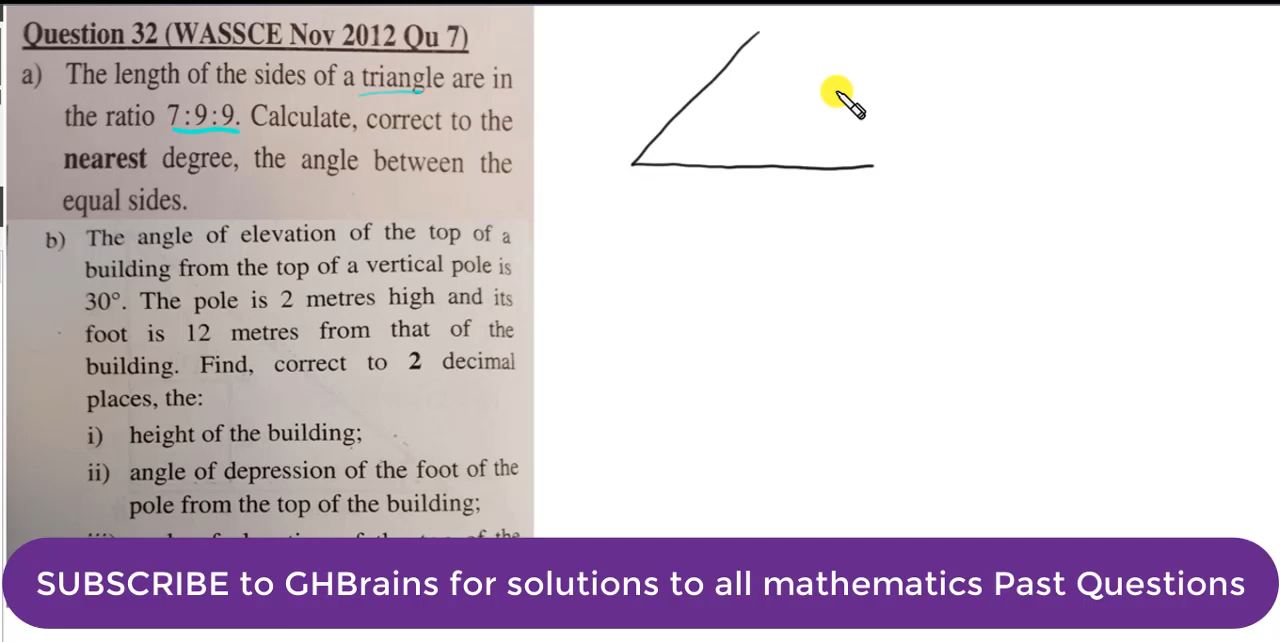 Question 32 (WASSCE Nov 2012 Qu 7)
a) The length of the sides of a triangle are in
the ratio 7:9:9. Calculate, correct to the
nearest degree, the angle between the
equal sides.
b) The angle of elevation of the top of a
building from the top of a vertical pole is
30°. The pole is 2 metres high and its
foot is 12 metres from that of the
building. Find, correct to 2 decimal
places, the:
i) height of the building;
ii) angle of depression of the foot of the
pole from the top of the building;
SUBSCRIBE to GHBrains for solutions to all mathematics Past Questions